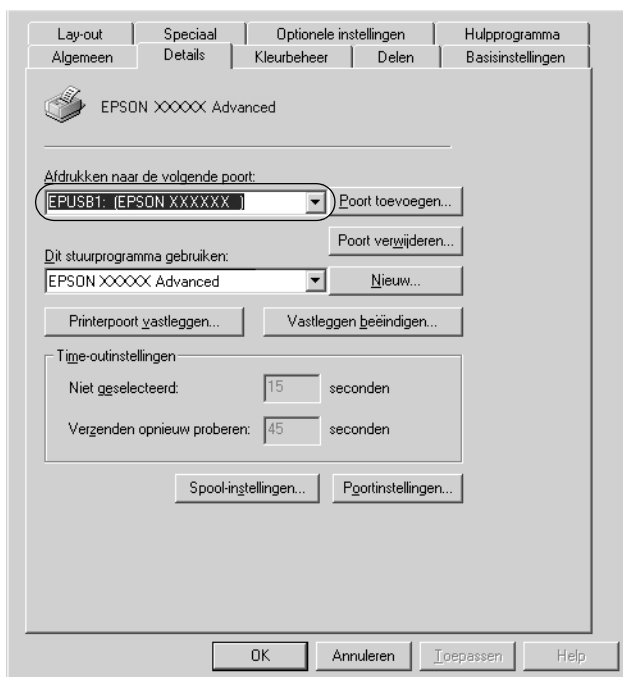 Lay-out Speciaal Optionele instellingen Hulpprogramma
Algemeen Details Kleurbeheer Delen Basisinstellingen
EPSON XXXXX Advanced
Afdrukken naar de volgende poort:
EPUSB1: (EPSON XXXXXX ) Poort toevoegen...
Poort verwijderen...
Dit stuurprogramma gebruiken:
EPSON XXXXX Advanced Nieuw...
Printerpoort vastleggen... Vastleggen beëindigen...
Time-outinstellingen
Niet geselecteerd: 15 seconden
Verzenden opnieuw proberen: 45 seconden
Spool-instellingen... Poortinstellingen...
OK Annuleren Toepassen Help